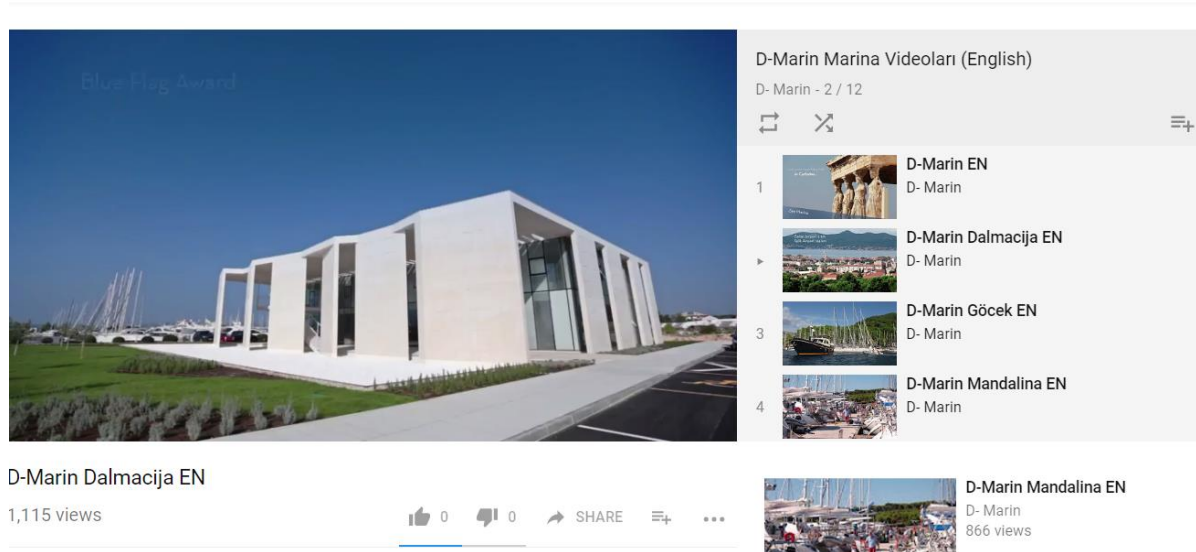 Blue Flag Award
D-Marin Marina Videoları (English)
D- Marin - 2 / 12
1
D-Marin EN
D- Marin
D-Marin Dalmacija EN
D- Marin
3
D-Marin Göcek EN
D- Marin
4
D-Marin Mandalina EN
D- Marin
D-Marin Dalmacija EN
1,115 views
0
0
SHARE
D-Marin Mandalina EN
D- Marin
866 views